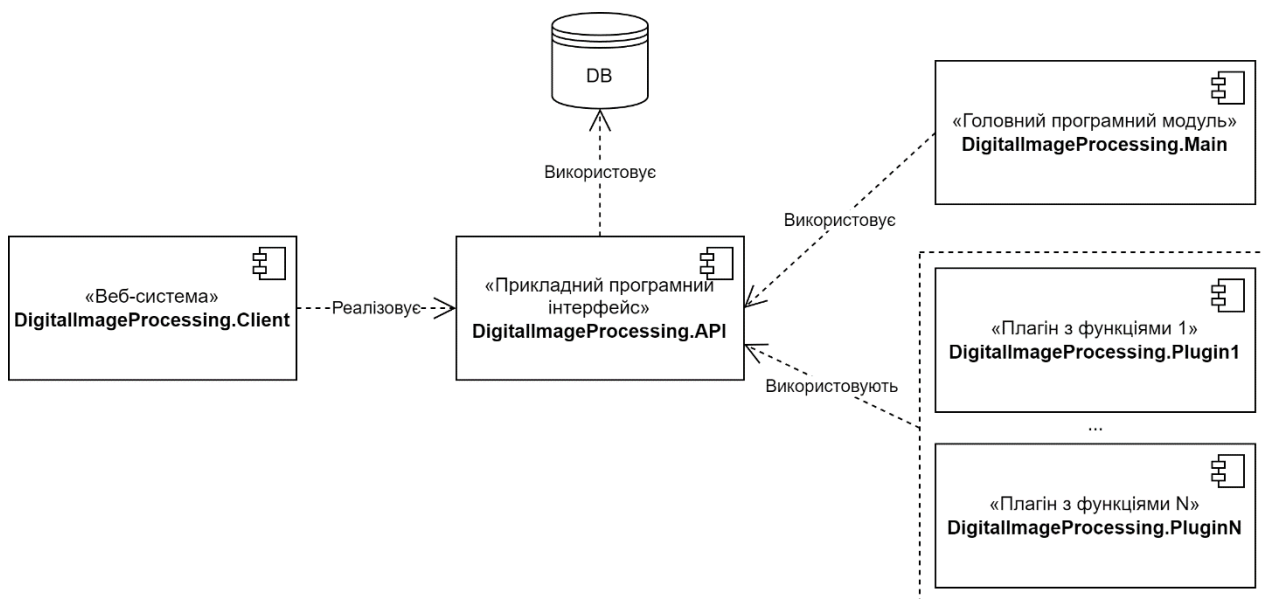 DB
Використовує
«Головний програмний модуль»
DigitalImageProcessing.Main
Використовує
«Веб-система»
DigitalImageProcessing.Client
Реалізовує
«Прикладний програмний
інтерфейс»
DigitalImageProcessing.API
«Плагін з функціями 1»
DigitalImageProcessing.Plugin1
Використовують
...
«Плагін з функціями N»
DigitalImageProcessing.PluginN